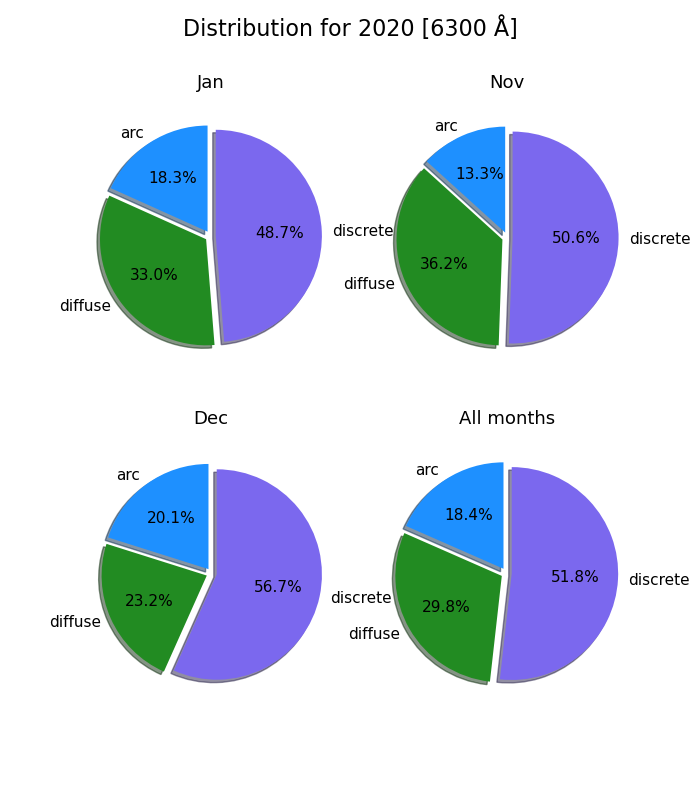 Distribution for 2020 [6300 Å]
Jan
arc
18.3%
48.7%
discrete
33.0%
diffuse
Nov
arc
13.3%
50.6%
discrete
36.2%
diffuse
Dec
arc
20.1%
56.7%
discrete
23.2%
diffuse
All months
arc
18.4%
51.8%
discrete
29.8%
diffuse